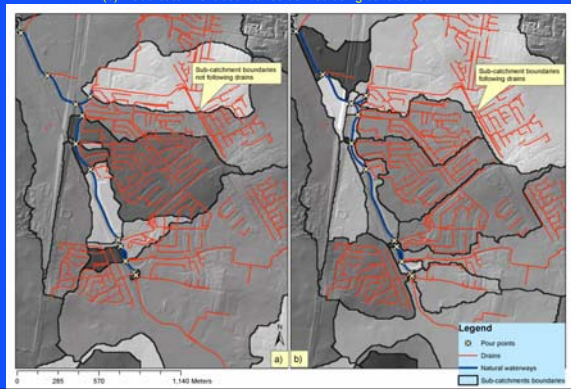 Sub-catchment boundaries
not following drains
Sub-catchment boundaries
following drains
N
a)
b)
Legend
Pour points
Drains
Natural waterways
Sub-catchments boundaries
0 285 570 1,140 Meters